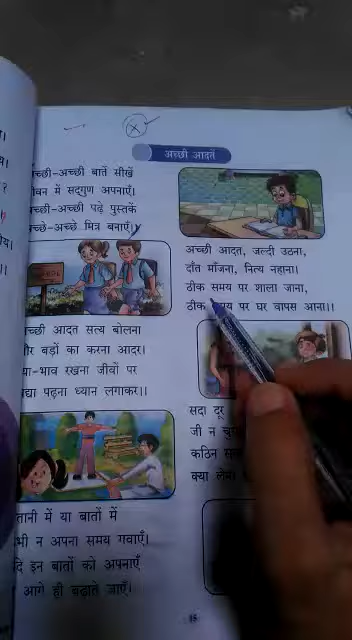 अच्छी आदतें
च्छी-अच्छी बातें सीखें
वन में सद्गुण अपनाएँ।
च्छी-अच्छी पढ़े पुस्तकें
च्छे-अच्छे मित्र बनाएँ।
च्छी आदत सत्य बोलना
र बड़ों का करना आदर।
या-भाव रखना जीवों पर
द्या पढ़ना ध्यान लगाकर।।
तानी में या बातों में
भी न अपना समय गवाएँ।
दि इन बातों को अपनाएँ
आगे ही बढ़ते जाएँ।
अच्छी आदत, जल्दी उठना,
दाँत माँजना, नित्य नहाना।
ठीक समय पर शाला जाना,
ठीक मय पर घर वापस आना।।
सदा दूर
जी न चु
कठिन
क्या
15